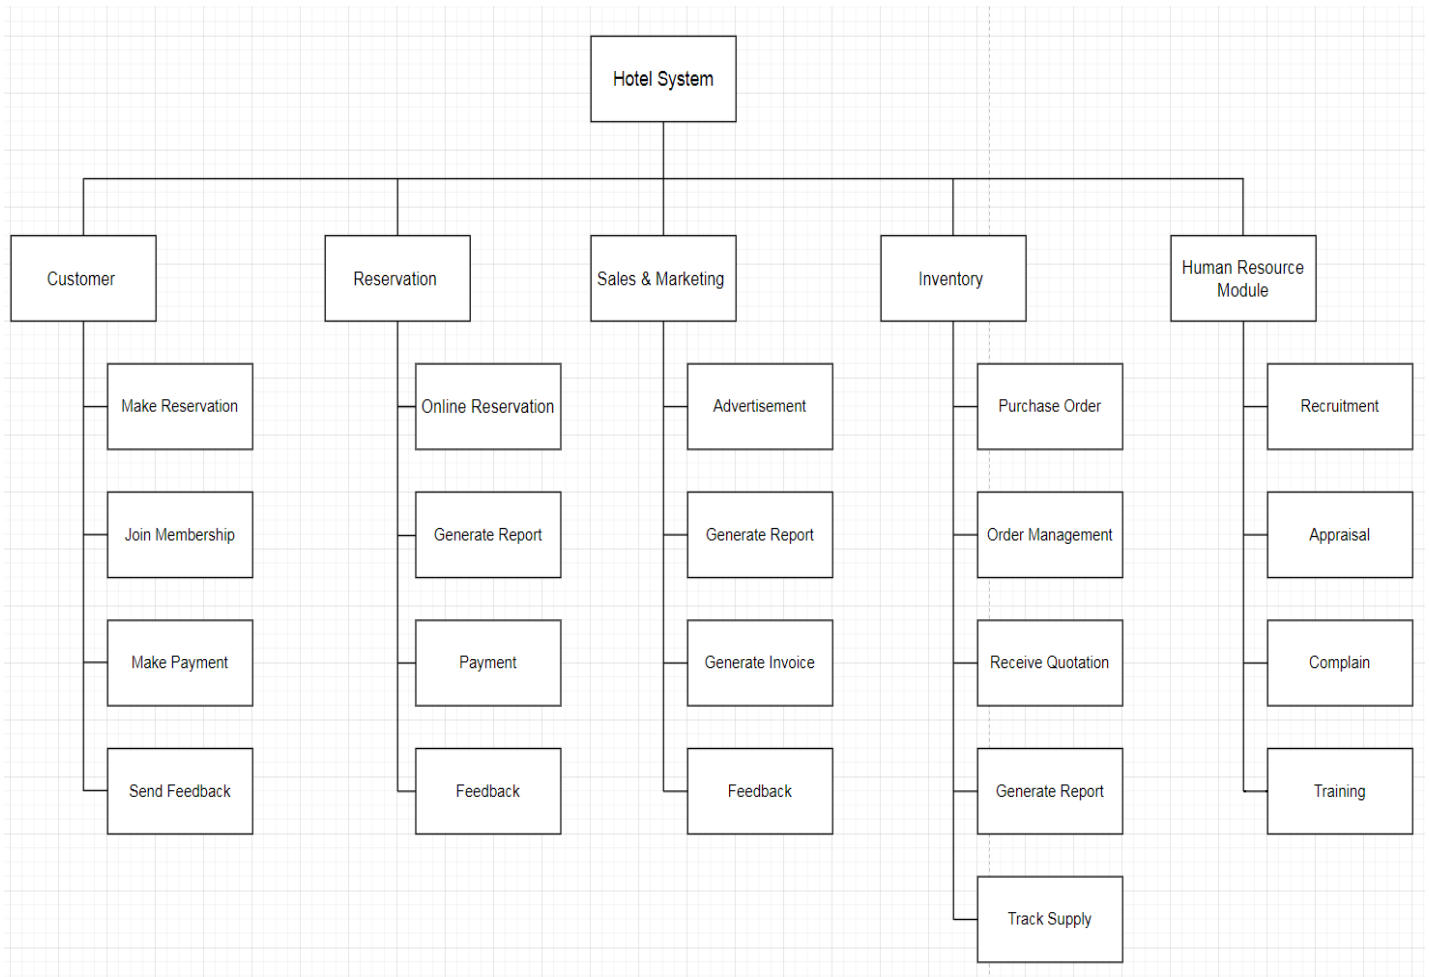 Hotel System
Customer
Reservation
Sales & Marketing
Inventory
Human Resource
Module
Make Reservation
Online Reservation
Advertisement
Purchase Order
Recruitment
Join Membership
Generate Report
Generate Report
Order Management
Appraisal
Make Payment
Payment
Generate Invoice
Receive Quotation
Complain
Send Feedback
Feedback
Feedback
Generate Report
Training
Track Supply